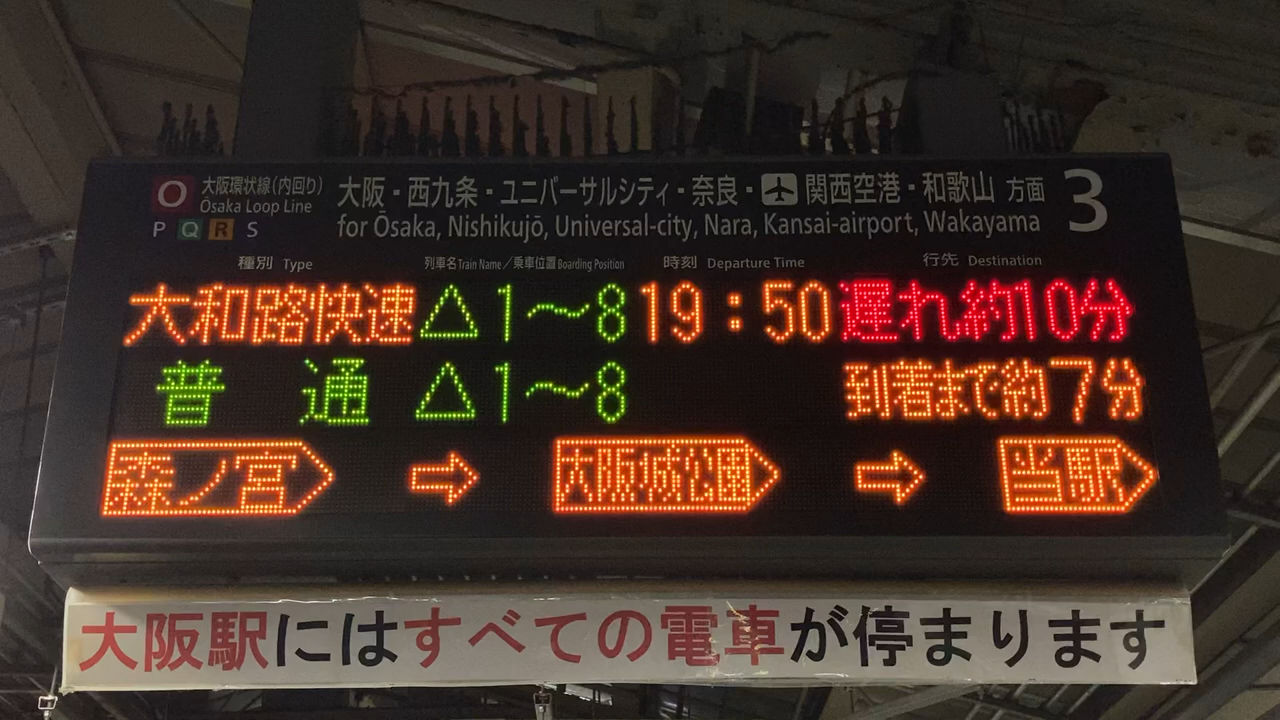 O 大阪環状線(内回り) 大阪・西九条・ユニバーサルシティ・奈良・関西空港・和歌山 方面 3
Ōsaka Loop Line
P Q R S for Ōsaka, Nishikujō, Universal-city, Nara, Kansai-airport, Wakayama
種別 Type 列車名 Train Name/乗車位置 Boarding Position 時刻 Departure Time 行先 Destination
大和路快速 △1～8 19:50 遅れ約10分
普 通 △1～8 到着まで約7分
森ノ宮 ⇨ 大阪城公園 ⇨ 当駅
大阪駅にはすべての電車が停まります